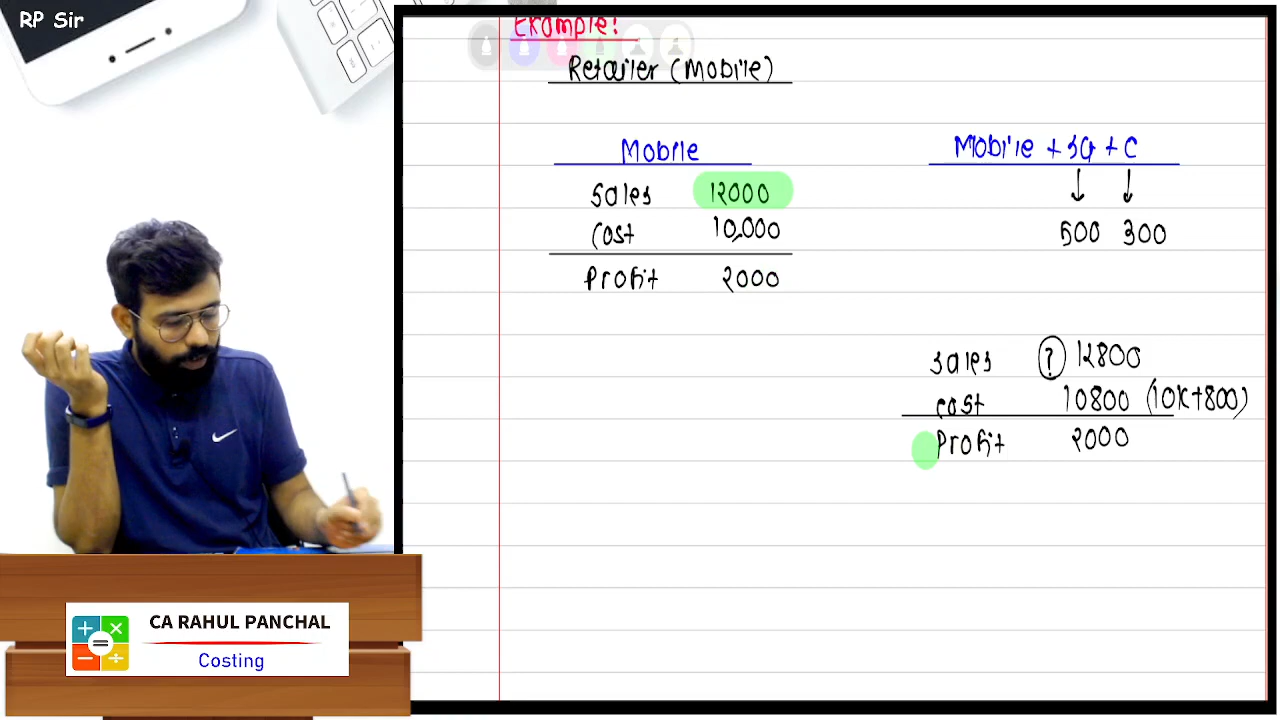 RP Sir
Example:
Retailer (Mobile)
Mobile
Sales 12000
Cost 10,000
Profit 2000
Mobile + SG + C
↓ ↓
500 300
Sales ? 12800
Cost 10800 (10K+800)
Profit 2000
CA RAHUL PANCHAL
Costing